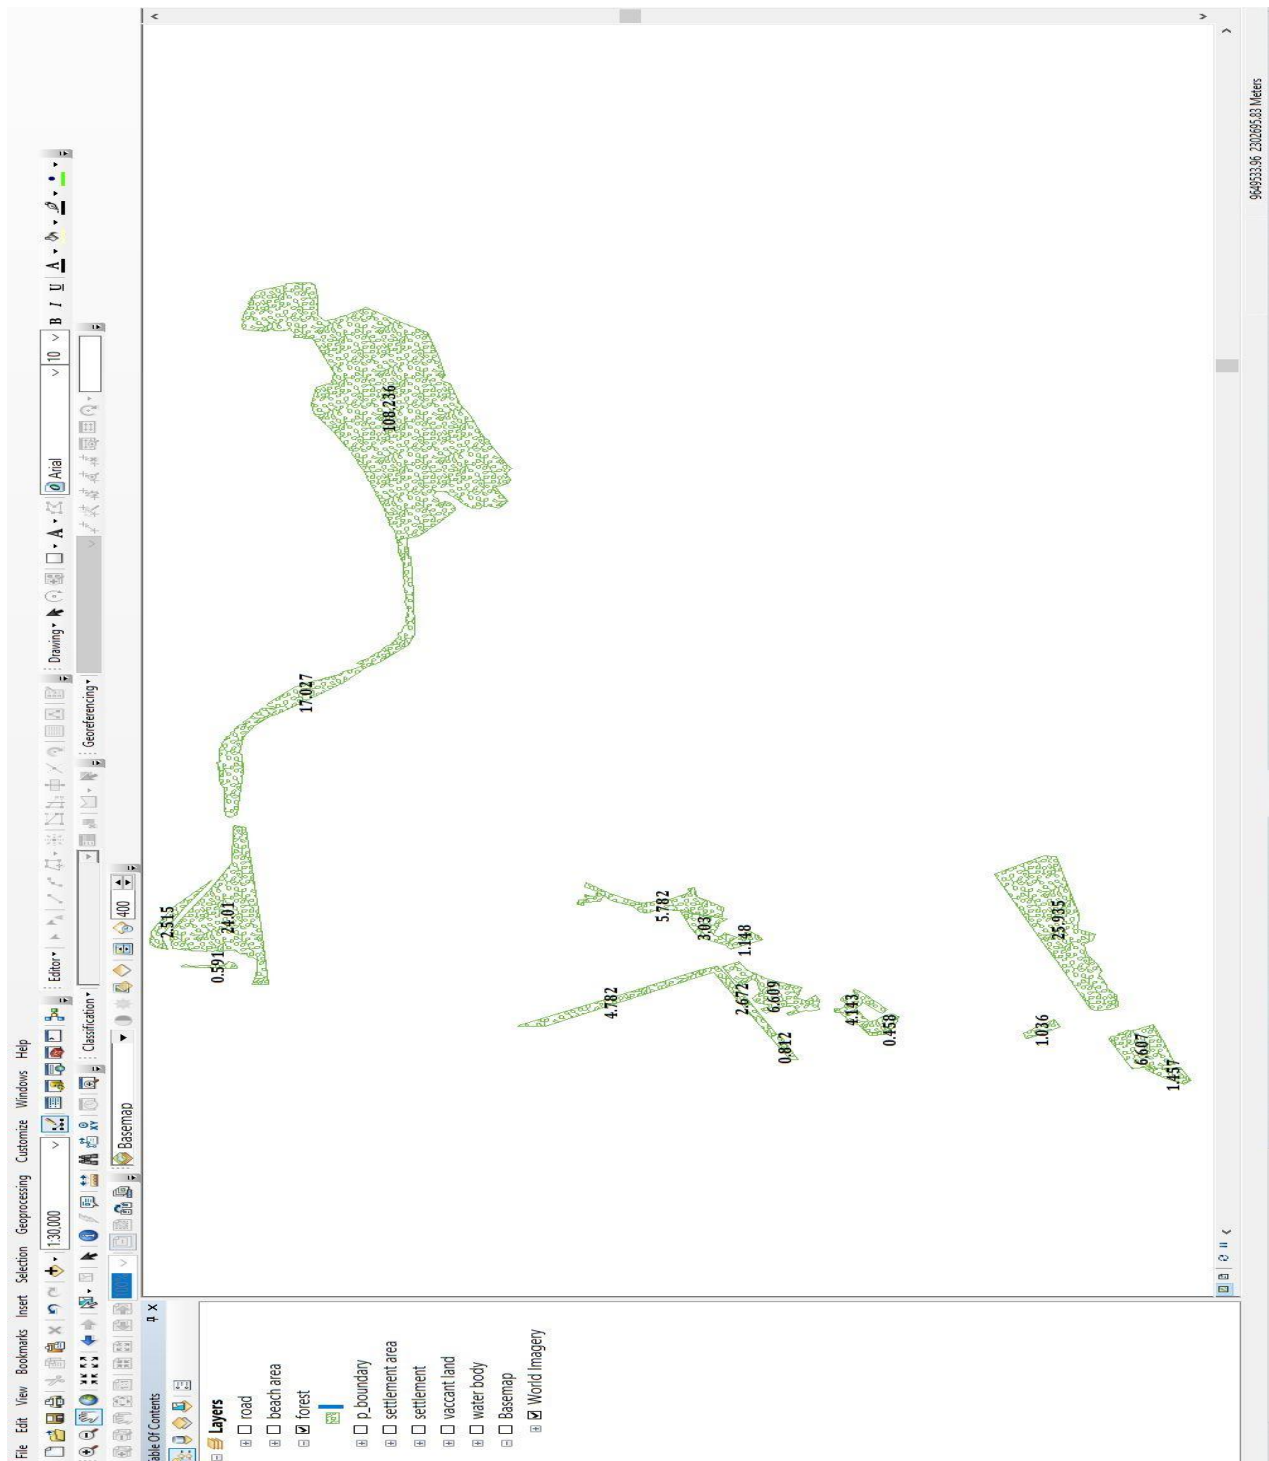 File Edit View Bookmarks Insert Selection Geoprocessing Customize Windows Help
1:30,000
Editor
Drawing
A
Arial
10
B I U A
Classification
Georeferencing
Basemap
400
able Of Contents
Layers
road
beach area
forest
p_boundary
settlement area
settlement
vaccant land
water body
Basemap
World Imagery
2.515
0.591
24.01
17.027
108.236
4.782
5.782
3.03
1.148
2.672
6.609
0.812
4.143
0.458
1.036
25.935
6.607
1.457
9649533.96 2302695.83 Meters